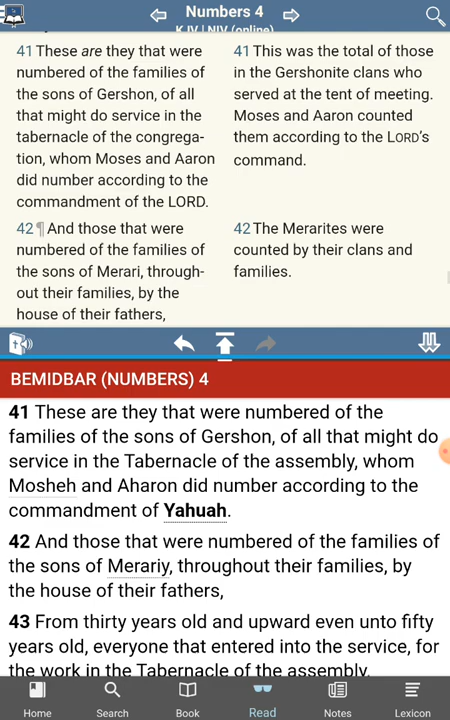 Numbers 4
KJV | NIV (online)
41 These are they that were
numbered of the families of
the sons of Gershon, of all
that might do service in the
tabernacle of the congrega-
tion, whom Moses and Aaron
did number according to the
commandment of the LORD.
42 ¶ And those that were
numbered of the families of
the sons of Merari, through-
out their families, by the
house of their fathers,
41 This was the total of those
in the Gershonite clans who
served at the tent of meeting.
Moses and Aaron counted
them according to the LORD's
command.
42 The Merarites were
counted by their clans and
families.
BEMIDBAR (NUMBERS) 4
41 These are they that were numbered of the
families of the sons of Gershon, of all that might do
service in the Tabernacle of the assembly, whom
Mosheh and Aharon did number according to the
commandment of Yahuah.
42 And those that were numbered of the families of
the sons of Merariy, throughout their families, by
the house of their fathers,
43 From thirty years old and upward even unto fifty
years old, everyone that entered into the service, for
the work in the Tabernacle of the assembly.
Home
Search
Book
Read
Notes
Lexicon